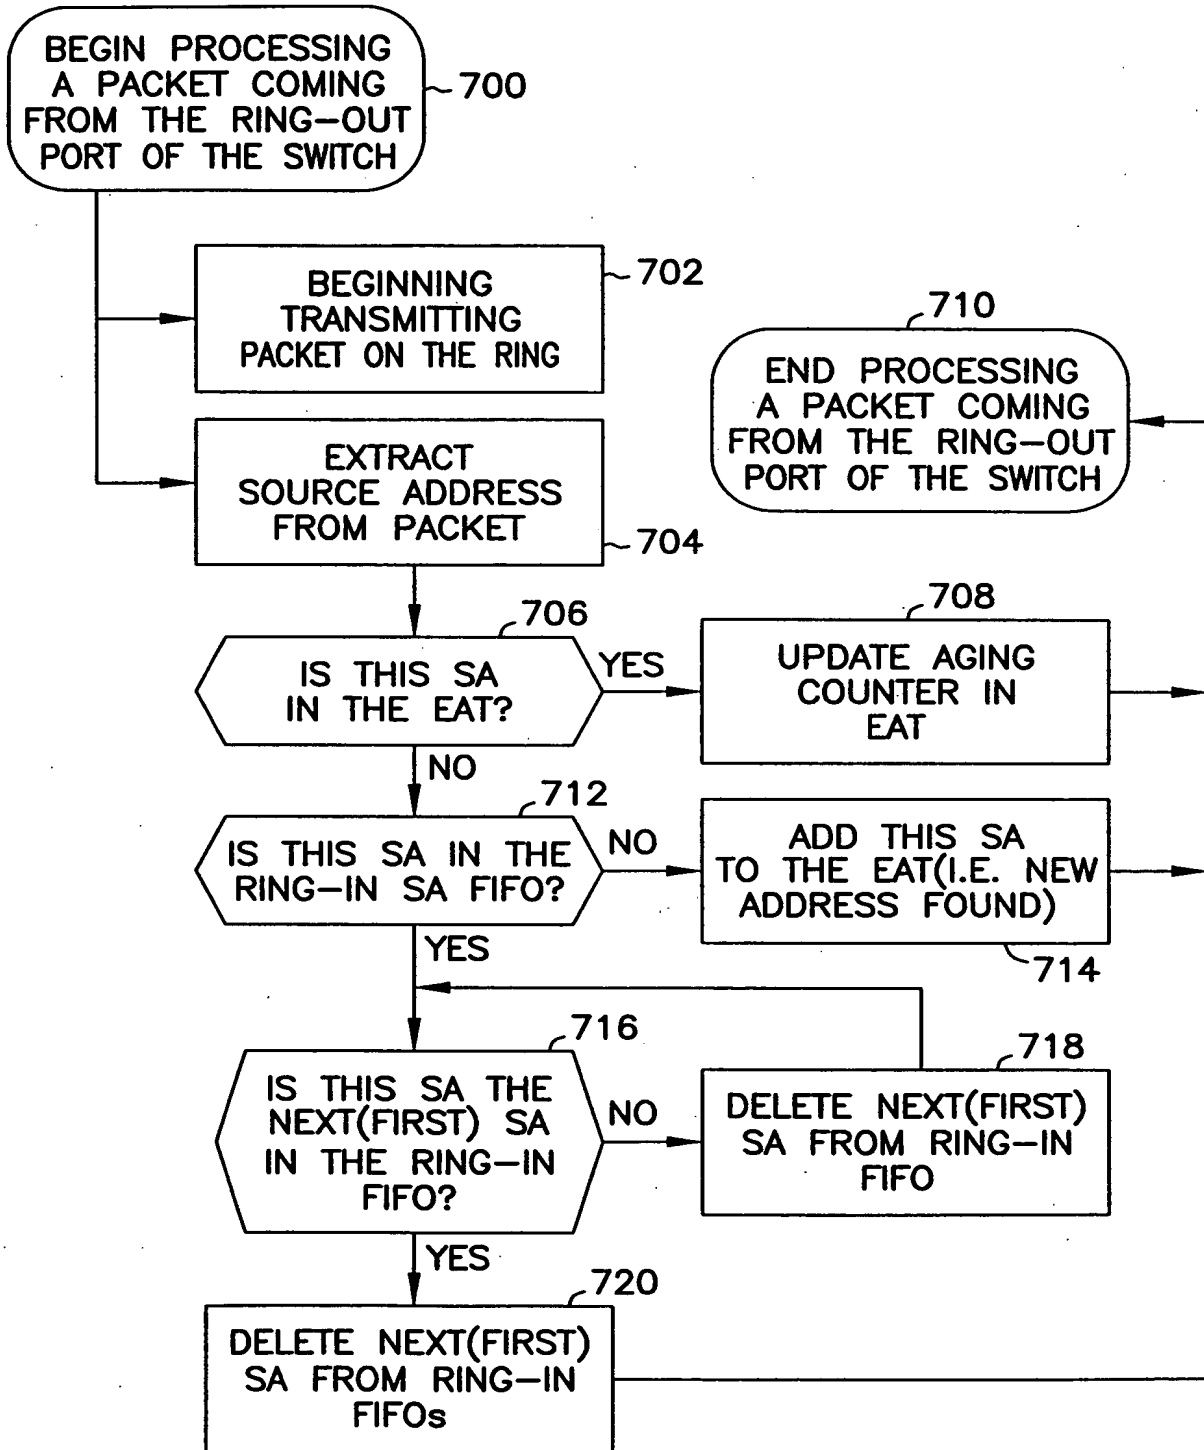 BEGIN PROCESSING
A PACKET COMING
FROM THE RING-OUT
PORT OF THE SWITCH
700
BEGINNING
TRANSMITTING
PACKET ON THE RING
702
710
END PROCESSING
A PACKET COMING
FROM THE RING-OUT
PORT OF THE SWITCH
EXTRACT
SOURCE ADDRESS
FROM PACKET
704
706
IS THIS SA
IN THE EAT?
YES
NO
708
UPDATE AGING
COUNTER IN
EAT
712
IS THIS SA IN THE
RING-IN SA FIFO?
NO
YES
ADD THIS SA
TO THE EAT(I.E. NEW
ADDRESS FOUND)
714
716
IS THIS SA THE
NEXT(FIRST) SA
IN THE RING-IN
FIFO?
NO
YES
718
DELETE NEXT(FIRST)
SA FROM RING-IN
FIFO
720
DELETE NEXT(FIRST)
SA FROM RING-IN
FIFOs